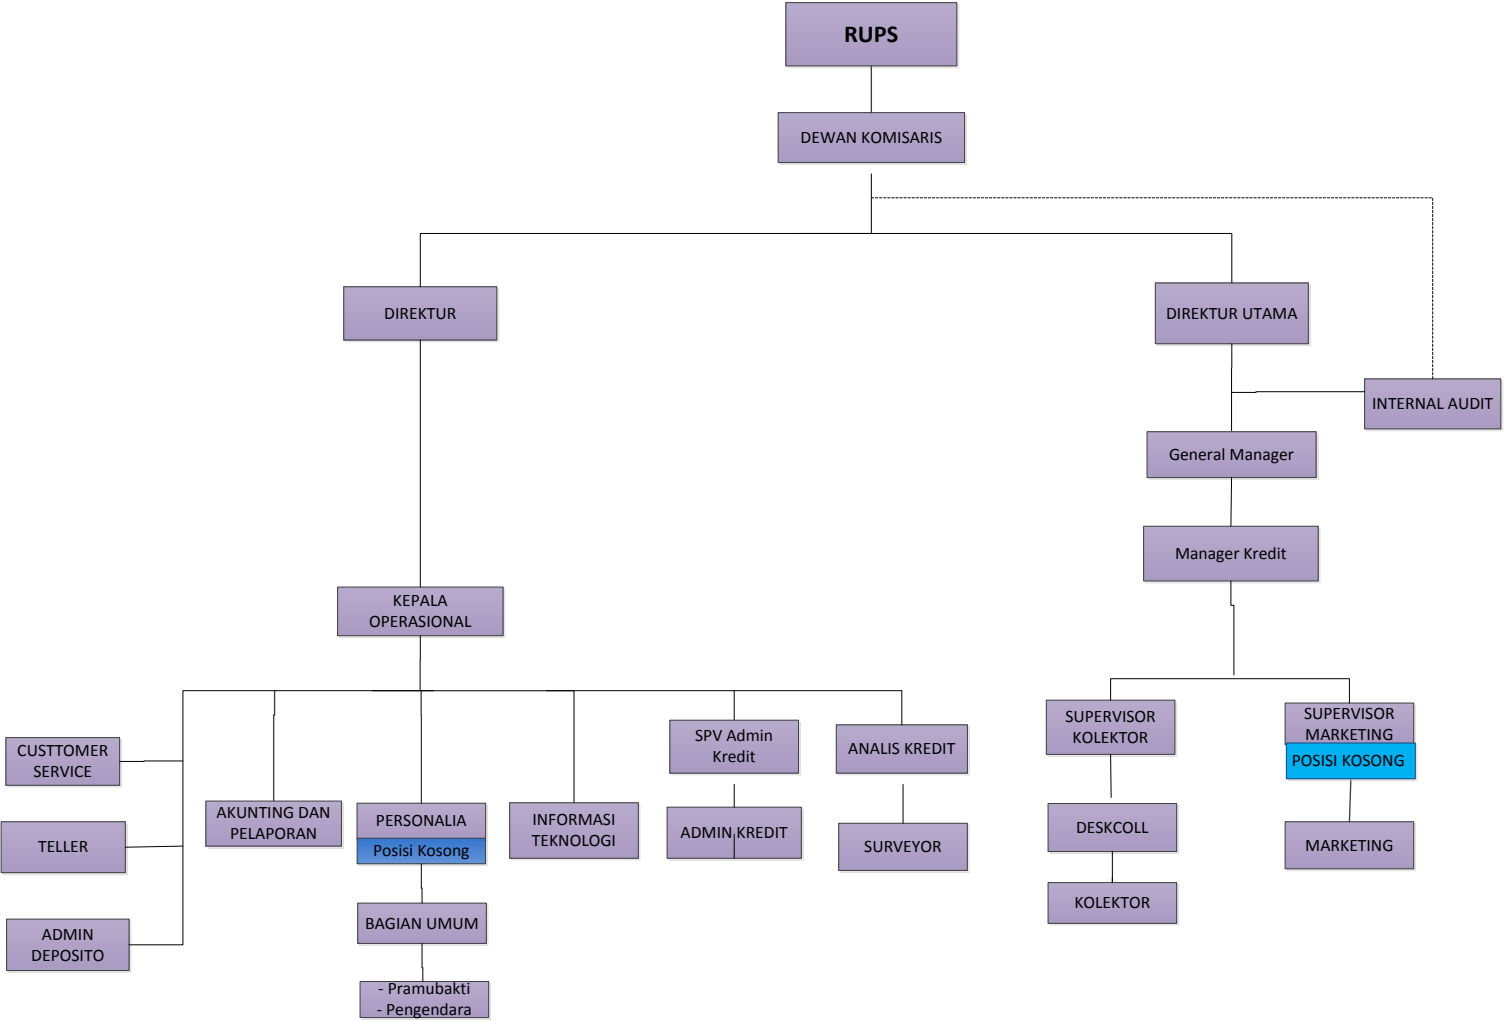 RUPS
DEWAN KOMISARIS
DIREKTUR
DIREKTUR UTAMA
INTERNAL AUDIT
General Manager
Manager Kredit
KEPALA
OPERASIONAL
SUPERVISOR
KOLEKTOR
SUPERVISOR
MARKETING
POSISI KOSONG
CUSTTOMER
SERVICE
SPV Admin
Kredit
ANALIS KREDIT
TELLER
AKUNTING DAN
PELAPORAN
PERSONALIA
Posisi Kosong
INFORMASI
TEKNOLOGI
ADMIN KREDIT
SURVEYOR
DESKCOLL
MARKETING
KOLEKTOR
ADMIN
DEPOSITO
BAGIAN UMUM
- Pramubakti
- Pengendara